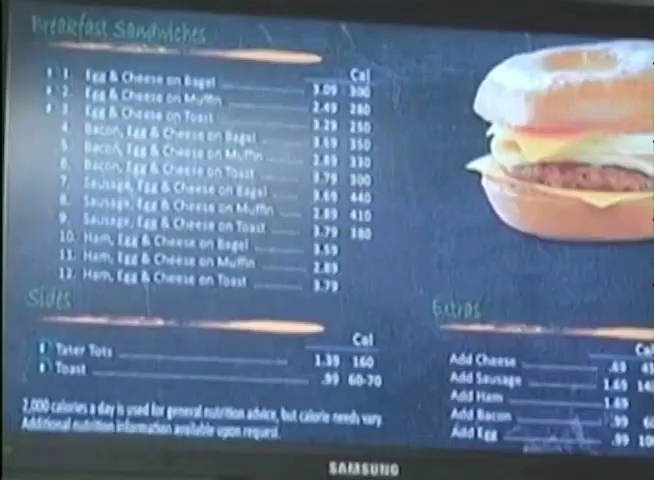 Breakfast Sandwiches
Cal
1. Egg & Cheese on Bagel 3.09 300
2. Egg & Cheese on Muffin 2.49 280
3. Egg & Cheese on Toast 3.29 250
4. Bacon, Egg & Cheese on Bagel 3.69 350
5. Bacon, Egg & Cheese on Muffin 2.89 330
6. Bacon, Egg & Cheese on Toast 3.79 300
7. Sausage, Egg & Cheese on Bagel 3.69 440
8. Sausage, Egg & Cheese on Muffin 2.89 410
9. Sausage, Egg & Cheese on Toast 3.79 380
10. Ham, Egg & Cheese on Bagel 3.59
11. Ham, Egg & Cheese on Muffin 2.89
12. Ham, Egg & Cheese on Toast 3.79
Sides
Cal
Tater Tots 1.39 160
Toast .99 60-70
2,000 calories a day is used for general nutrition advice, but calorie needs vary.
Additional nutrition information available upon request.
Extras
Cal
Add Cheese .69
Add Sausage 1.69
Add Ham 1.69
Add Bacon .99
Add Egg .99
SAMSUNG